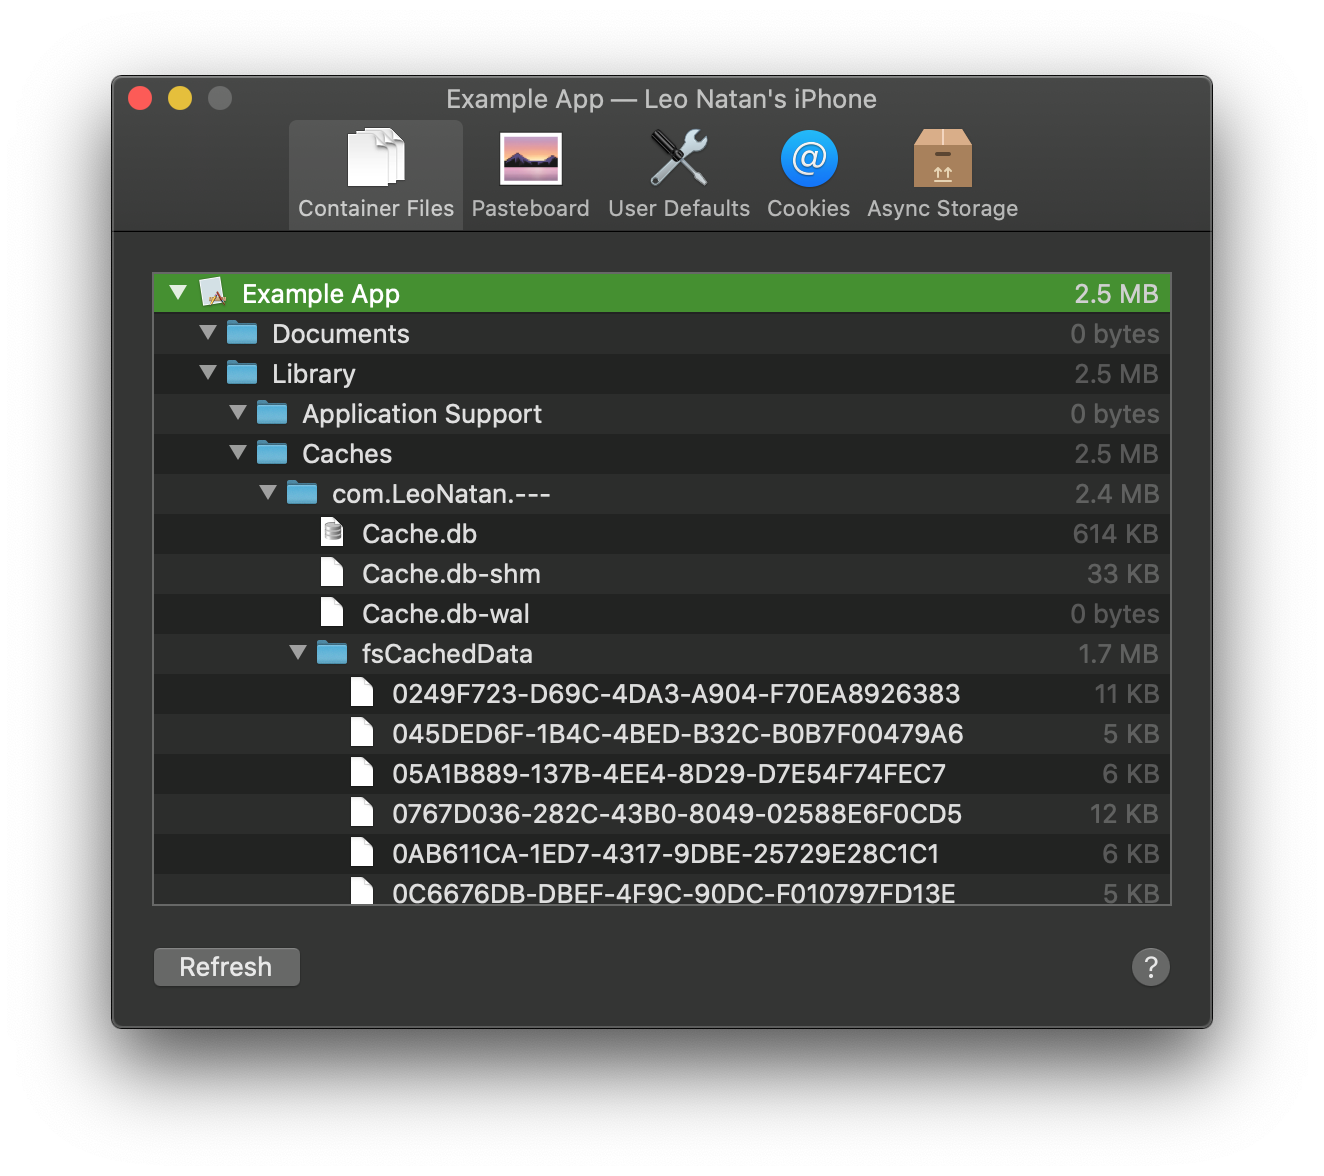 Example App — Leo Natan's iPhone
Container Files Pasteboard User Defaults Cookies Async Storage
Example App 2.5 MB
Documents 0 bytes
Library 2.5 MB
Application Support 0 bytes
Caches 2.5 MB
com.LeoNatan.--- 2.4 MB
Cache.db 614 KB
Cache.db-shm 33 KB
Cache.db-wal 0 bytes
fsCachedData 1.7 MB
0249F723-D69C-4DA3-A904-F70EA8926383 11 KB
045DED6F-1B4C-4BED-B32C-B0B7F00479A6 5 KB
05A1B889-137B-4EE4-8D29-D7E54F74FEC7 6 KB
0767D036-282C-43B0-8049-02588E6F0CD5 12 KB
0AB611CA-1ED7-4317-9DBE-25729E28C1C1 6 KB
0C6676DB-DBEF-4F9C-90DC-F010797FD13E 5 KB
Refresh ?